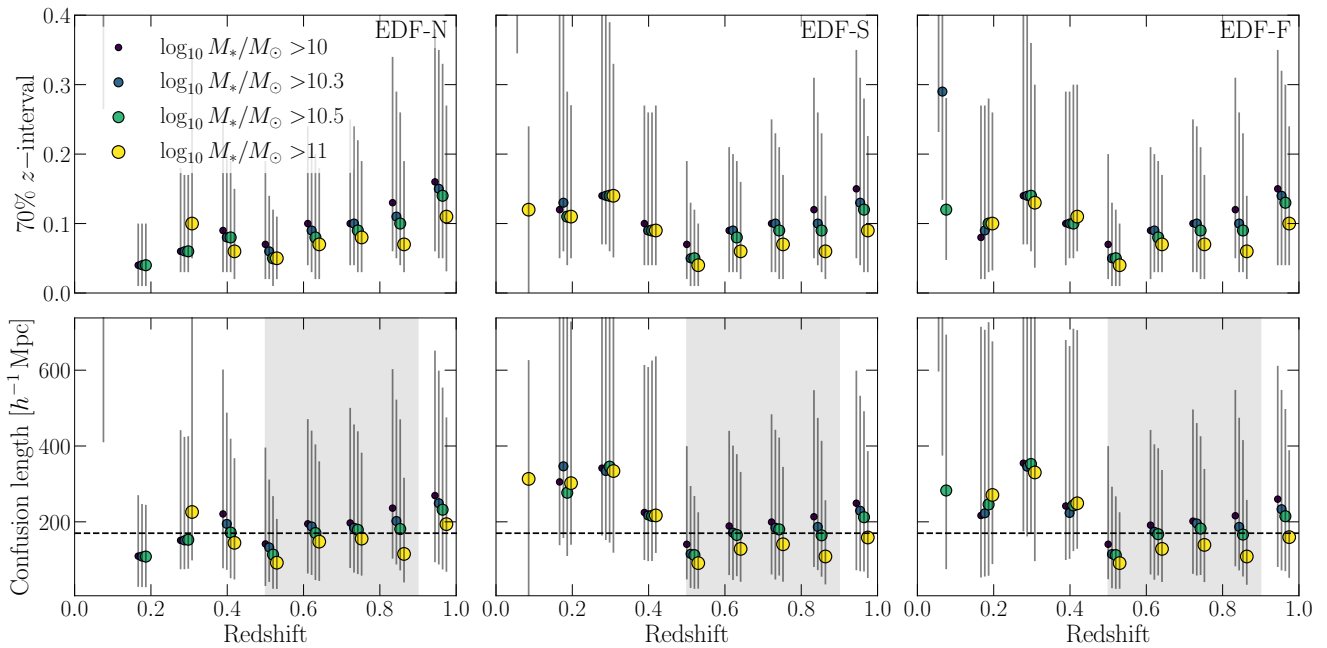 EDF-N
EDF-S
EDF-F
log₁₀ M*/M⊙ >10
log₁₀ M*/M⊙ >10.3
log₁₀ M*/M⊙ >10.5
log₁₀ M*/M⊙ >11
70% z−interval
0.4
0.3
0.2
0.1
0.0
Confusion length [h⁻¹ Mpc]
600
400
200
0.0 0.2 0.4 0.6 0.8 1.0
0.0 0.2 0.4 0.6 0.8 1.0
0.0 0.2 0.4 0.6 0.8 1.0
Redshift
Redshift
Redshift